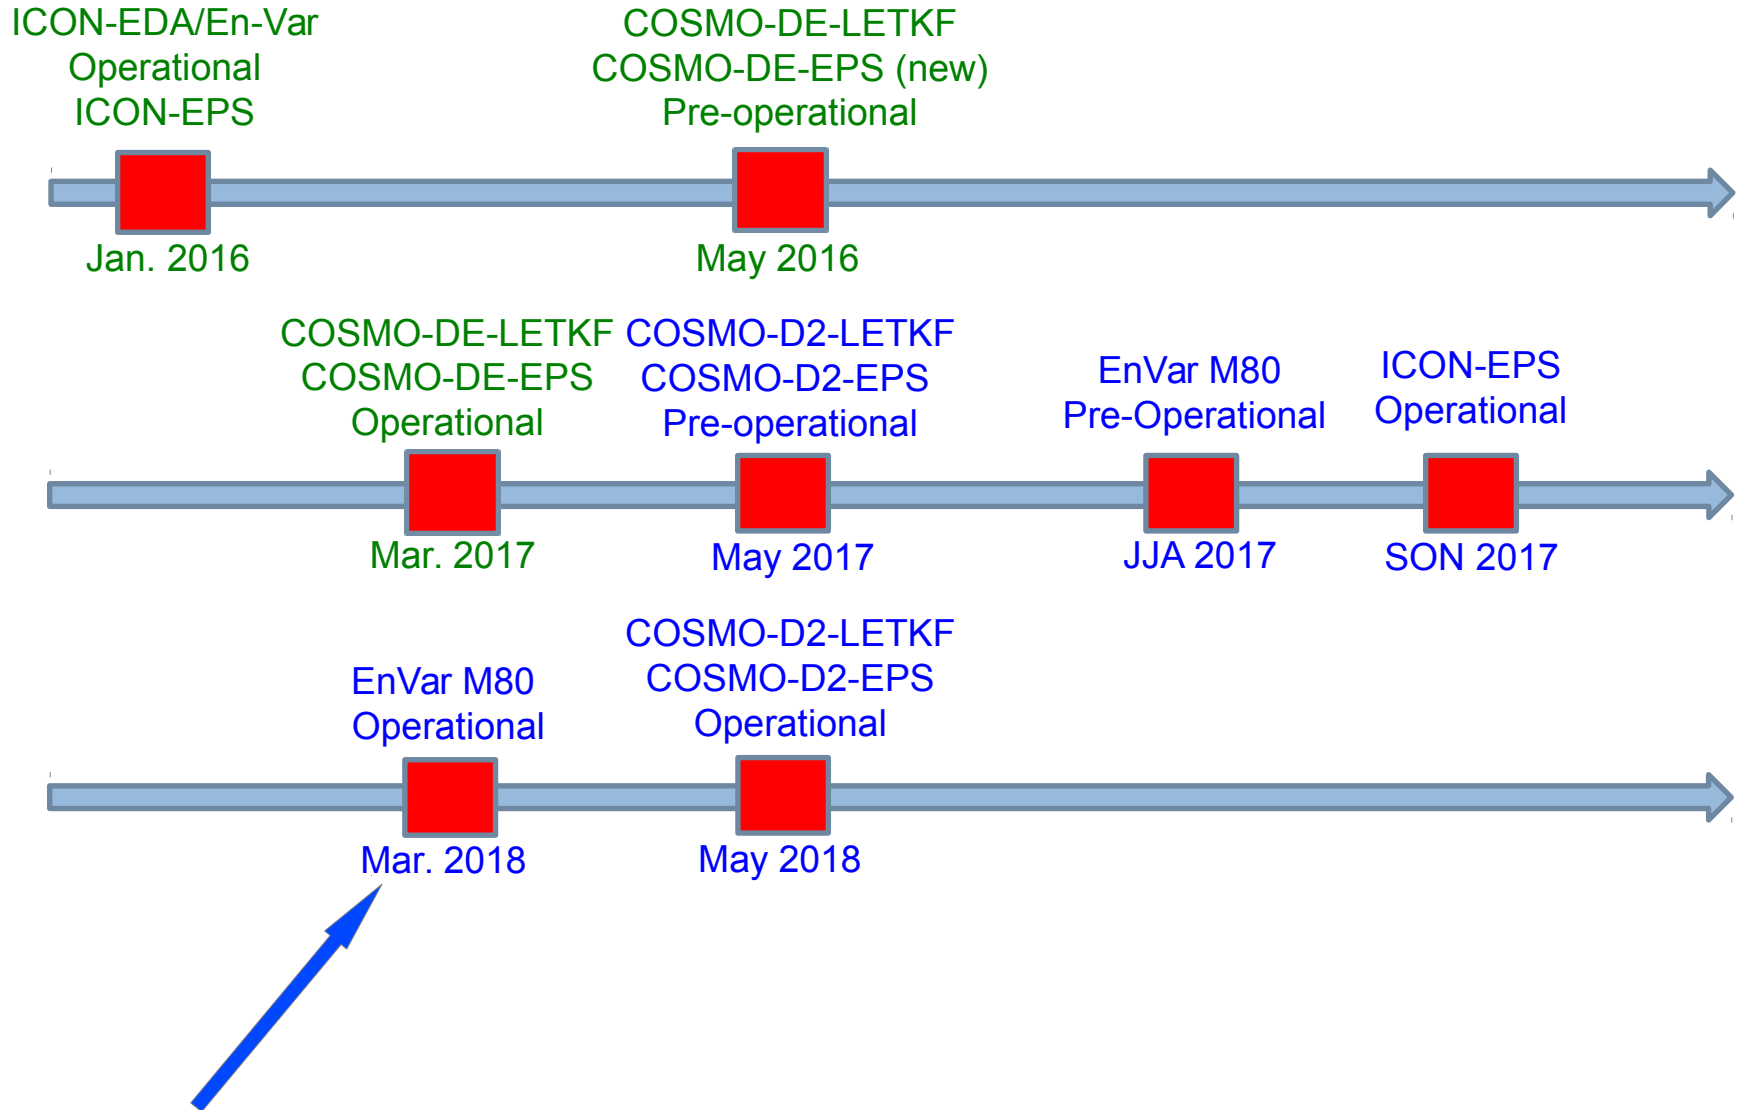 ICON-EDA/En-Var
Operational
ICON-EPS
COSMO-DE-LETKF
COSMO-DE-EPS (new)
Pre-operational
Jan. 2016
May 2016
COSMO-DE-LETKF
COSMO-DE-EPS
Operational
COSMO-D2-LETKF
COSMO-D2-EPS
Pre-operational
EnVar M80
Pre-Operational
ICON-EPS
Operational
Mar. 2017
May 2017
JJA 2017
SON 2017
EnVar M80
Operational
COSMO-D2-LETKF
COSMO-D2-EPS
Operational
Mar. 2018
May 2018